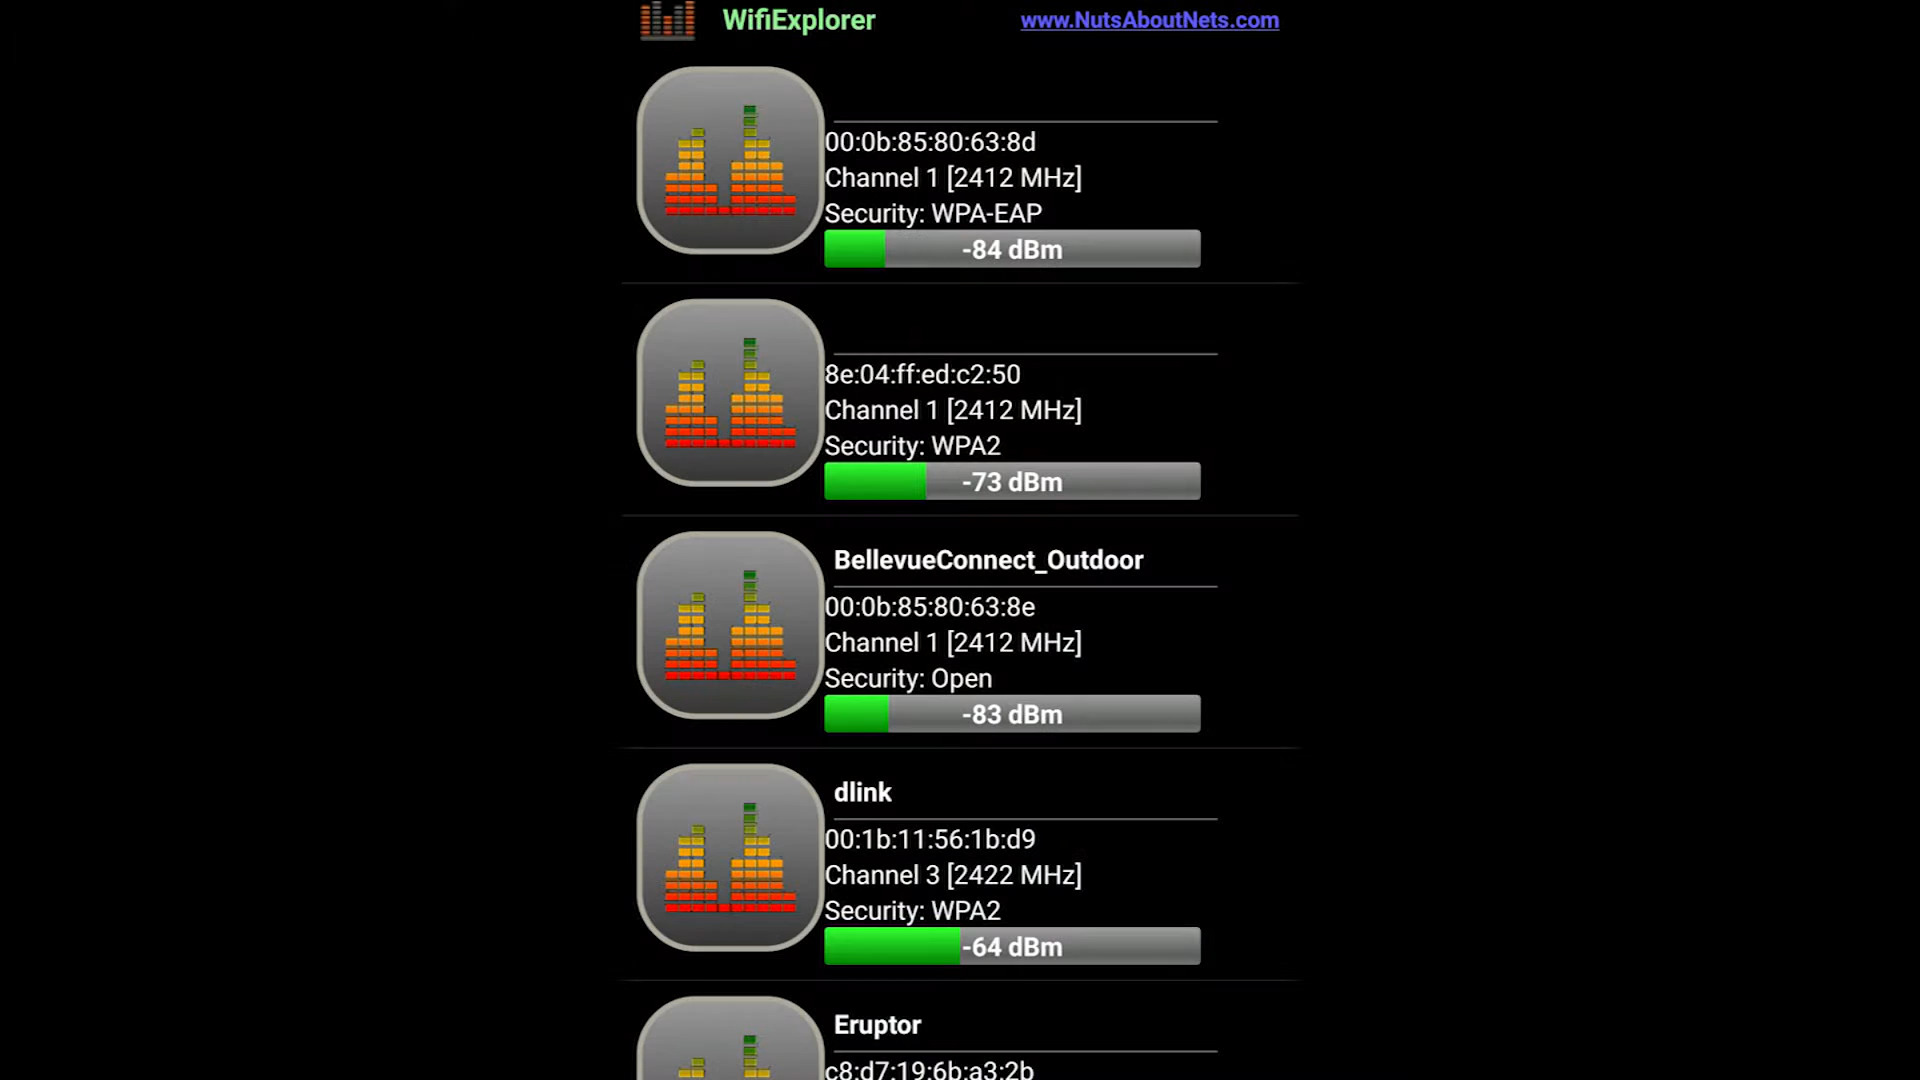 WifiExplorer www.NutsAboutNets.com
00:0b:85:80:63:8d
Channel 1 [2412 MHz]
Security: WPA-EAP
-84 dBm
8e:04:ff:ed:c2:50
Channel 1 [2412 MHz]
Security: WPA2
-73 dBm
BellevueConnect_Outdoor
00:0b:85:80:63:8e
Channel 1 [2412 MHz]
Security: Open
-83 dBm
dlink
00:1b:11:56:1b:d9
Channel 3 [2422 MHz]
Security: WPA2
-64 dBm
Eruptor
c8:d7:19:6b:a3:2b